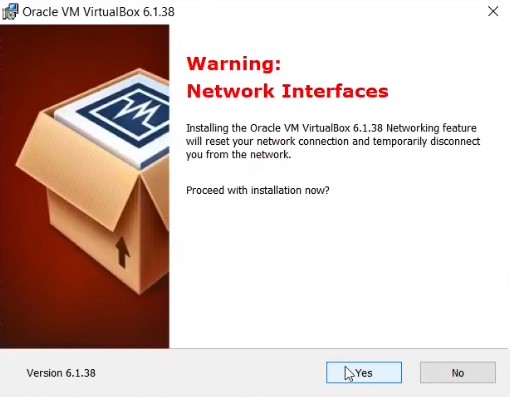 Oracle VM VirtualBox 6.1.38
Warning:
Network Interfaces
Installing the Oracle VM VirtualBox 6.1.38 Networking feature
will reset your network connection and temporarily disconnect
you from the network.
Proceed with installation now?
Version 6.1.38
Yes
No